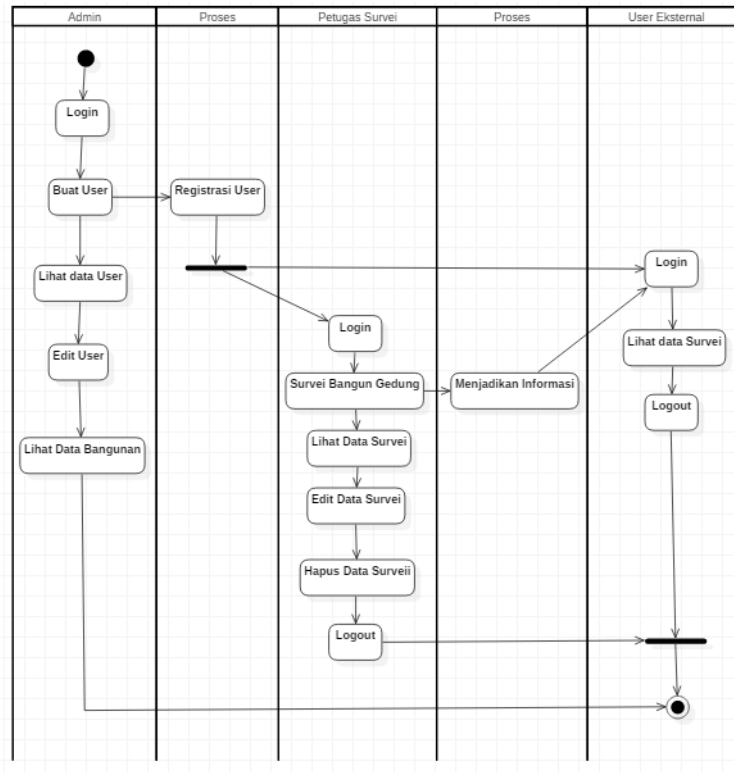 Admin
Proses
Petugas Survei
Proses
User Eksternal
Login
Buat User
Registrasi User
Lihat data User
Login
Login
Edit User
Lihat data Survei
Survei Bangun Gedung
Menjadikan Informasi
Logout
Lihat Data Bangunan
Lihat Data Survei
Edit Data Survei
Hapus Data Surveii
Logout